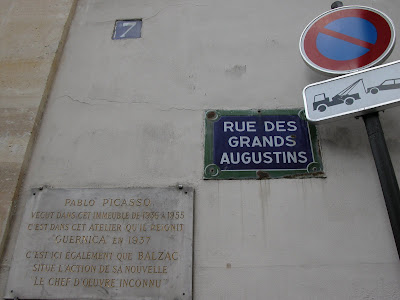 7
RUE DES
GRANDS
AUGUSTINS
PABLO PICASSO
VECUT DANS CET IMMEUBLE DE 1936 A 1955
C'EST DANS CET ATELIER QU'IL PEIGNIT
"GUERNICA" EN 1937
C'EST ICI EGALEMENT QUE BALZAC
SITUE L'ACTION DE SA NOUVELLE
"LE CHEF D'ŒUVRE INCONNU"